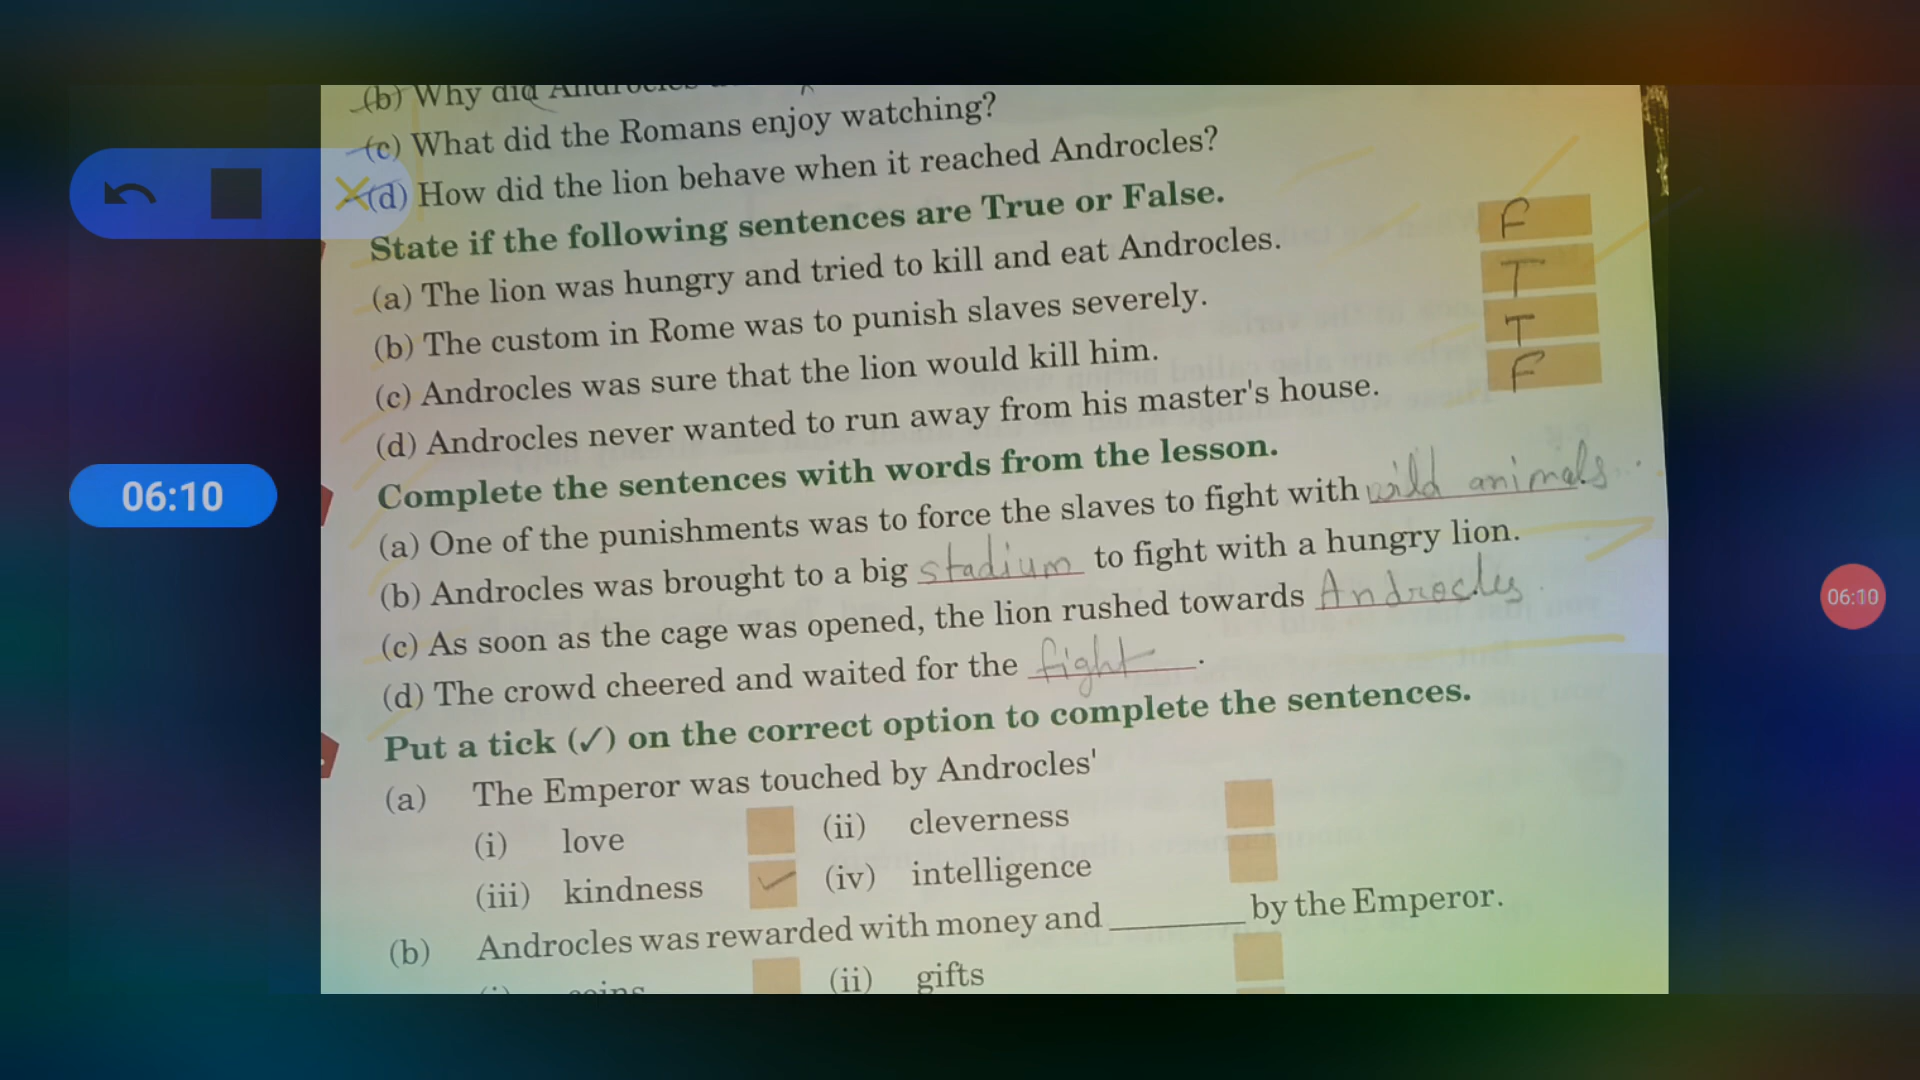 (b) Why did Androcles
(c) What did the Romans enjoy watching?
(d) How did the lion behave when it reached Androcles?
State if the following sentences are True or False.
(a) The lion was hungry and tried to kill and eat Androcles. F
(b) The custom in Rome was to punish slaves severely. T
(c) Androcles was sure that the lion would kill him. T
(d) Androcles never wanted to run away from his master's house. F
Complete the sentences with words from the lesson.
(a) One of the punishments was to force the slaves to fight with wild animals.
(b) Androcles was brought to a big stadium to fight with a hungry lion.
(c) As soon as the cage was opened, the lion rushed towards Androcles.
(d) The crowd cheered and waited for the fight.
Put a tick (✓) on the correct option to complete the sentences.
(a) The Emperor was touched by Androcles'
(i) love (ii) cleverness
(iii) kindness ✓ (iv) intelligence
(b) Androcles was rewarded with money and ________ by the Emperor.
(i) coins (ii) gifts
06:10
06:10